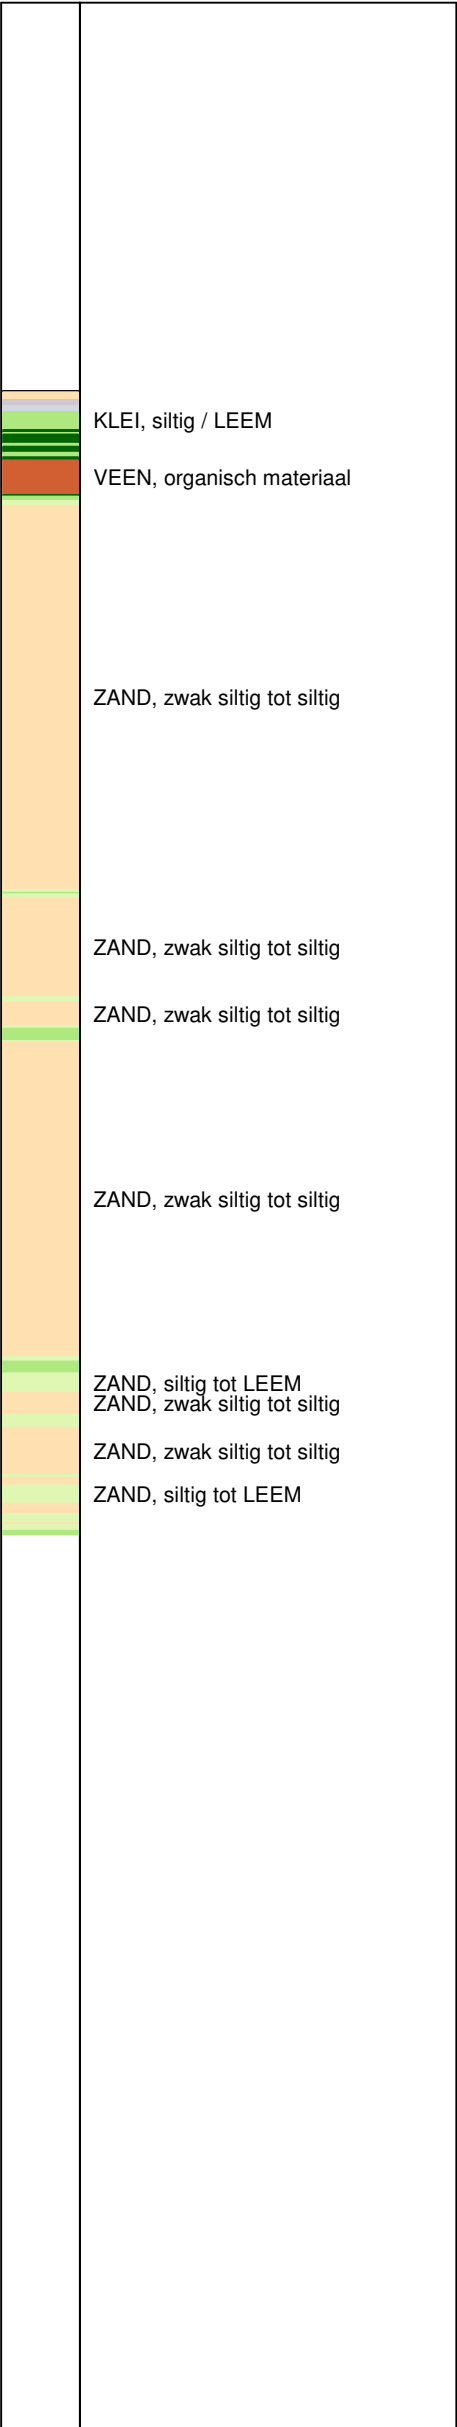 KLEI, siltig / LEEM
VEEN, organisch materiaal
ZAND, zwak siltig tot siltig
ZAND, zwak siltig tot siltig
ZAND, zwak siltig tot siltig
ZAND, zwak siltig tot siltig
ZAND, siltig tot LEEM
ZAND, zwak siltig tot siltig
ZAND, zwak siltig tot siltig
ZAND, siltig tot LEEM